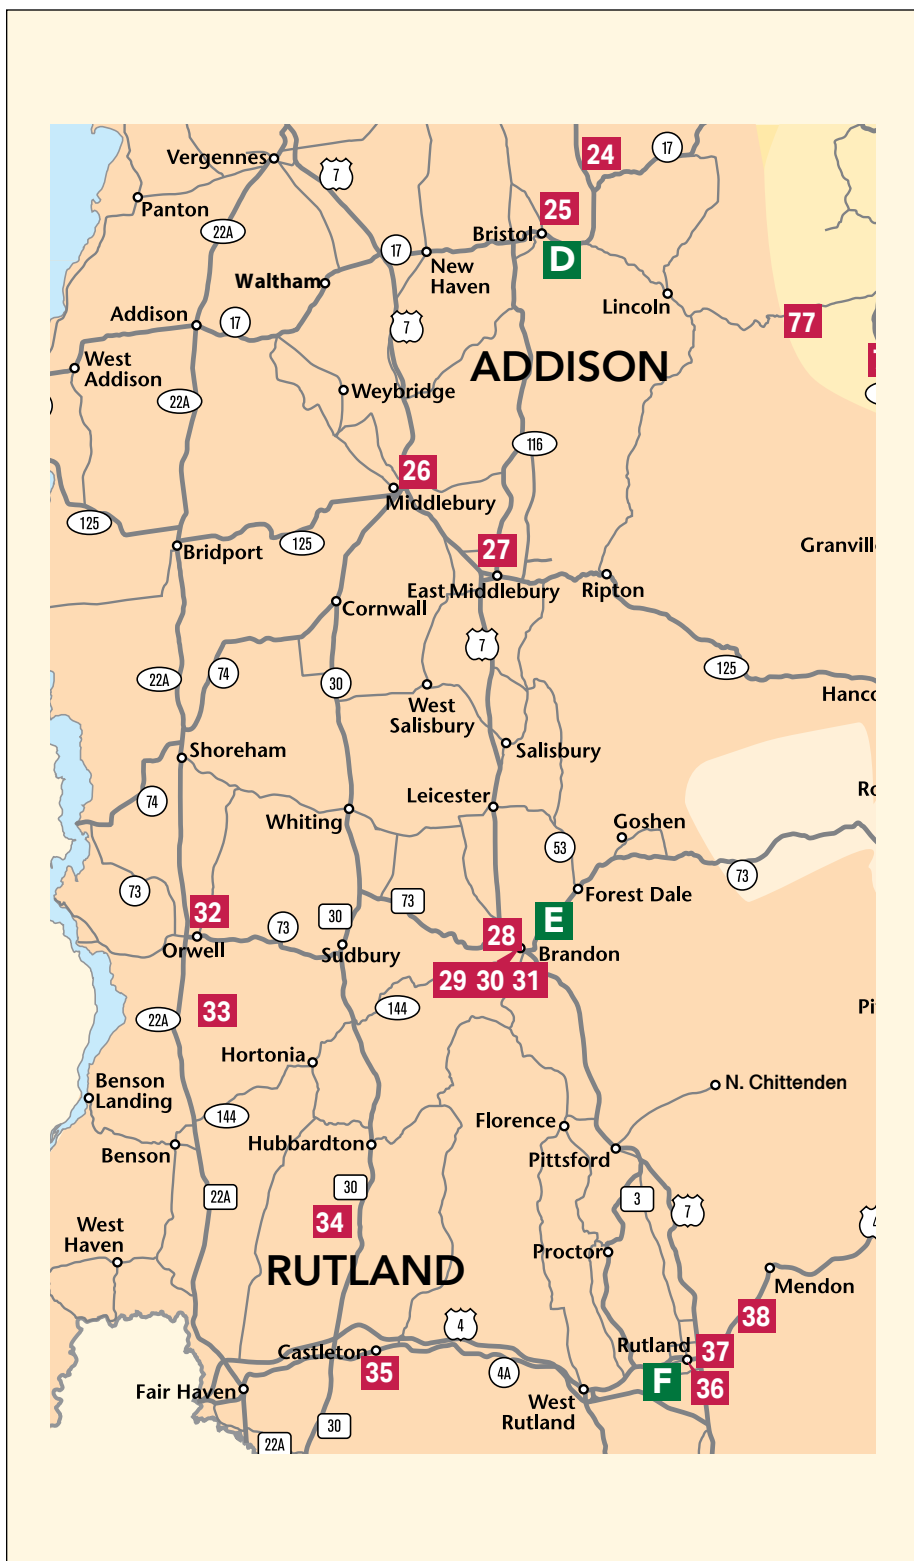 24
17
Vergennes
7
Panton
25
22A
Bristol
17
D
New
Haven
Waltham
Lincoln
Addison
17
7
77
West
Addison
ADDISON
Weybridge
22A
116
26
Middlebury
125
125
27
Granvill
Bridport
East Middlebury
Ripton
Cornwall
7
125
74
22A
30
Hanco
West
Salisbury
Shoreham
Salisbury
Leicester
74
Whiting
Goshen
53
73
73
73
Forest Dale
32
30
E
73
28
Orwell
Sudbury
Brandon
29 30 31
33
144
22A
Pi
Hortonia
Benson
Landing
N. Chittenden
144
Florence
Benson
Hubbardton
Pittsford
22A
30
3
7
34
4
West
Haven
Proctor
RUTLAND
Mendon
38
4
Rutland
37
Castleton
35
4A
F
36
Fair Haven
West
Rutland
30
22A